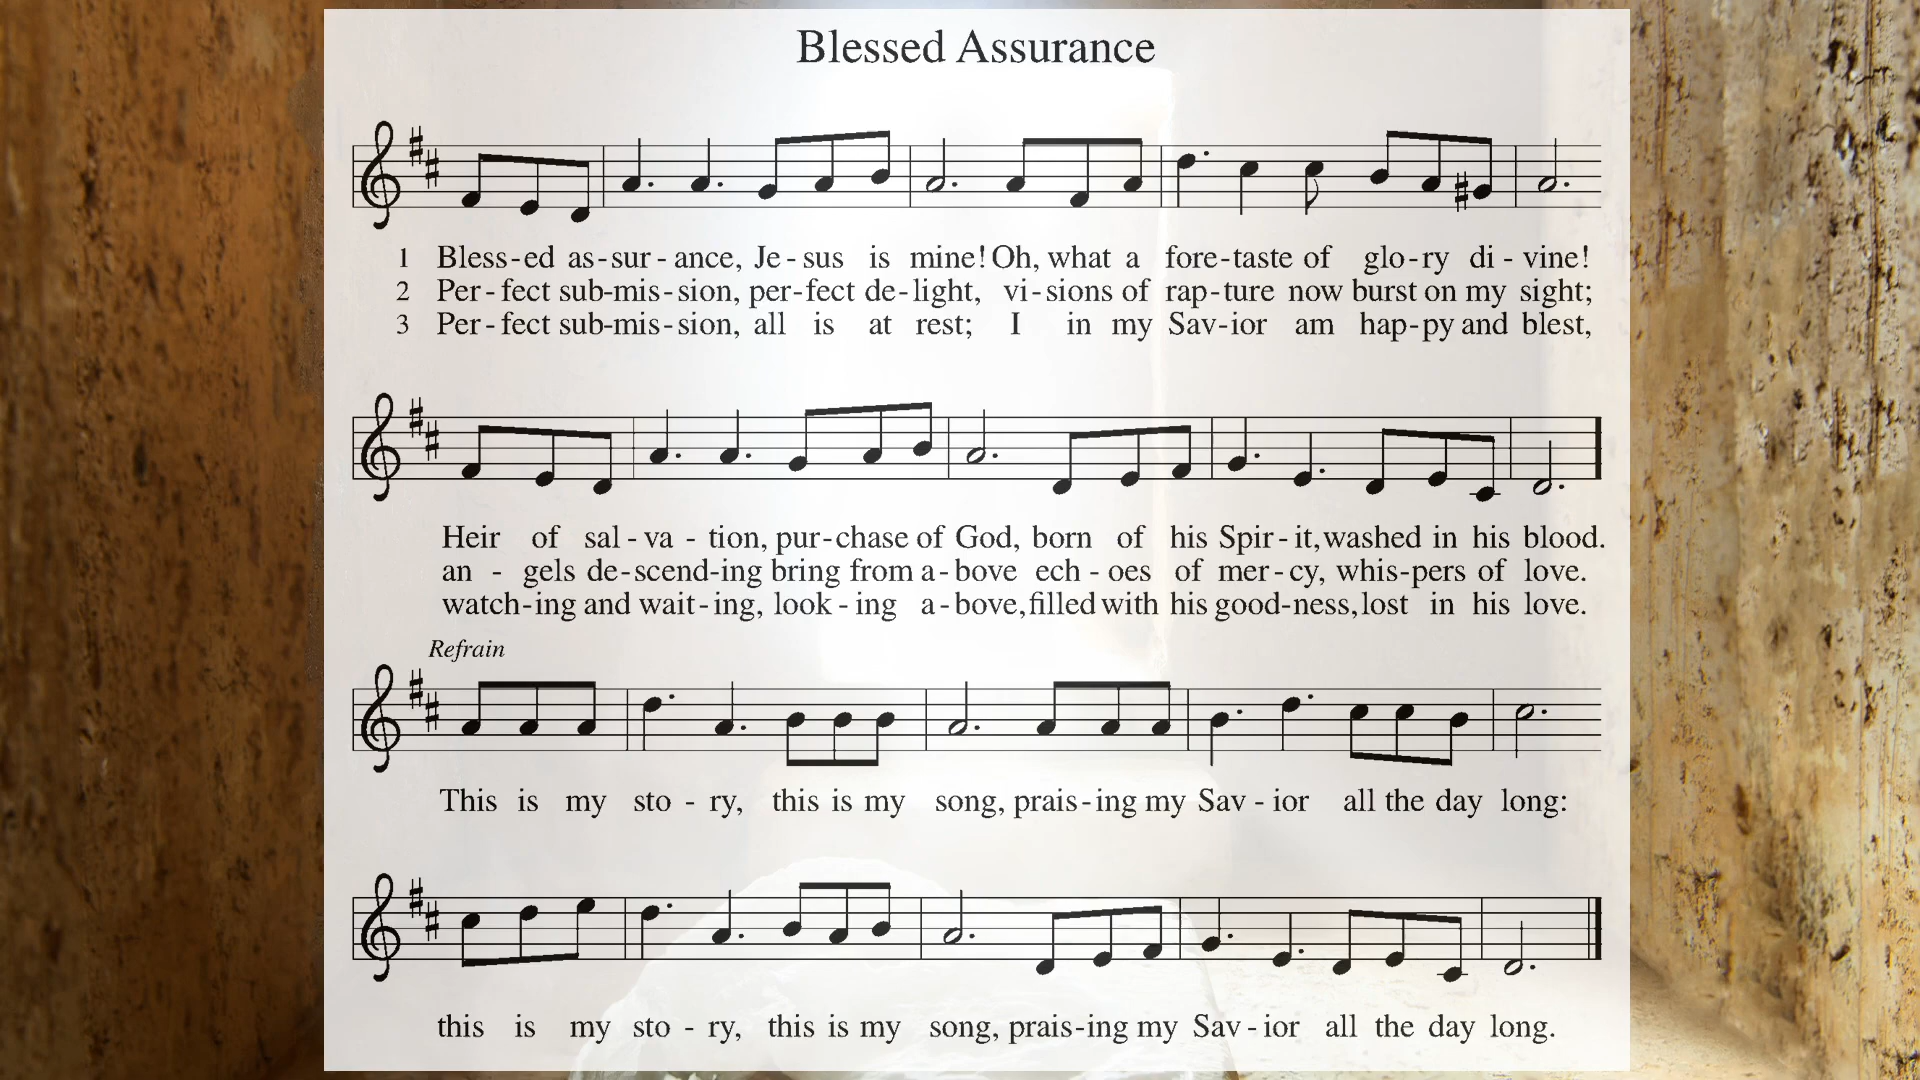 Blessed Assurance
1 Bless-ed as-sur-ance, Je-sus is mine! Oh, what a fore-taste of glo-ry di-vine!
2 Per-fect sub-mis-sion, per-fect de-light, vi-sions of rap-ture now burst on my sight;
3 Per-fect sub-mis-sion, all is at rest; I in my Sav-ior am hap-py and blest,
Heir of sal-va-tion, pur-chase of God, born of his Spir-it, washed in his blood.
an-gels de-scend-ing bring from a-bove ech-oes of mer-cy, whis-pers of love.
watch-ing and wait-ing, look-ing a-bove, filled with his good-ness, lost in his love.
Refrain
This is my sto-ry, this is my song, prais-ing my Sav-ior all the day long:
this is my sto-ry, this is my song, prais-ing my Sav-ior all the day long.